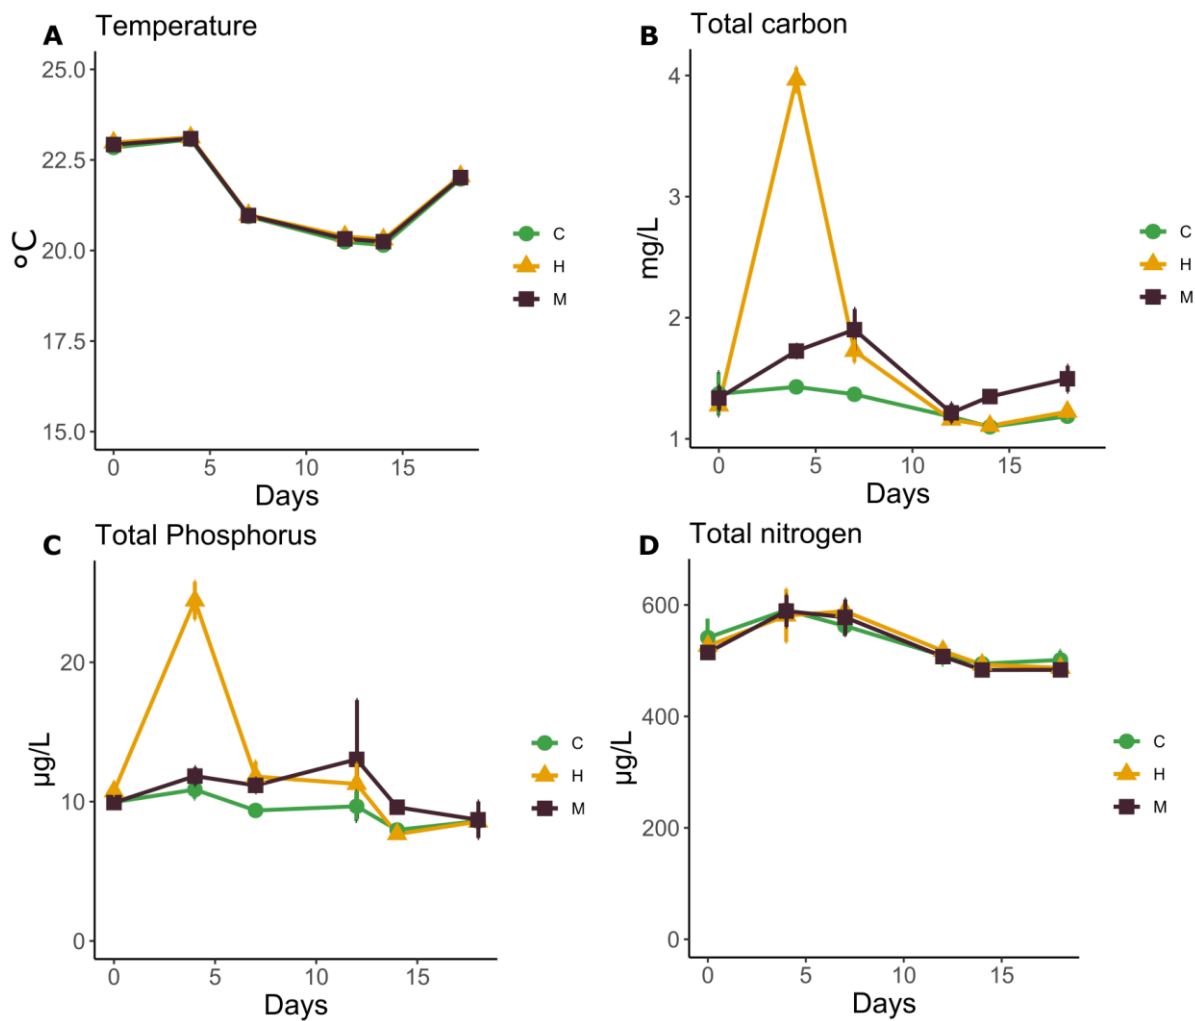 A Temperature
25.0
22.5
20.0
17.5
15.0
°C
0 5 10 15
Days
C
H
M
B Total carbon
4
3
2
1
mg/L
0 5 10 15
Days
C
H
M
C Total Phosphorus
20
10
0
µg/L
0 5 10 15
Days
C
H
M
D Total nitrogen
600
400
200
0
µg/L
0 5 10 15
Days
C
H
M